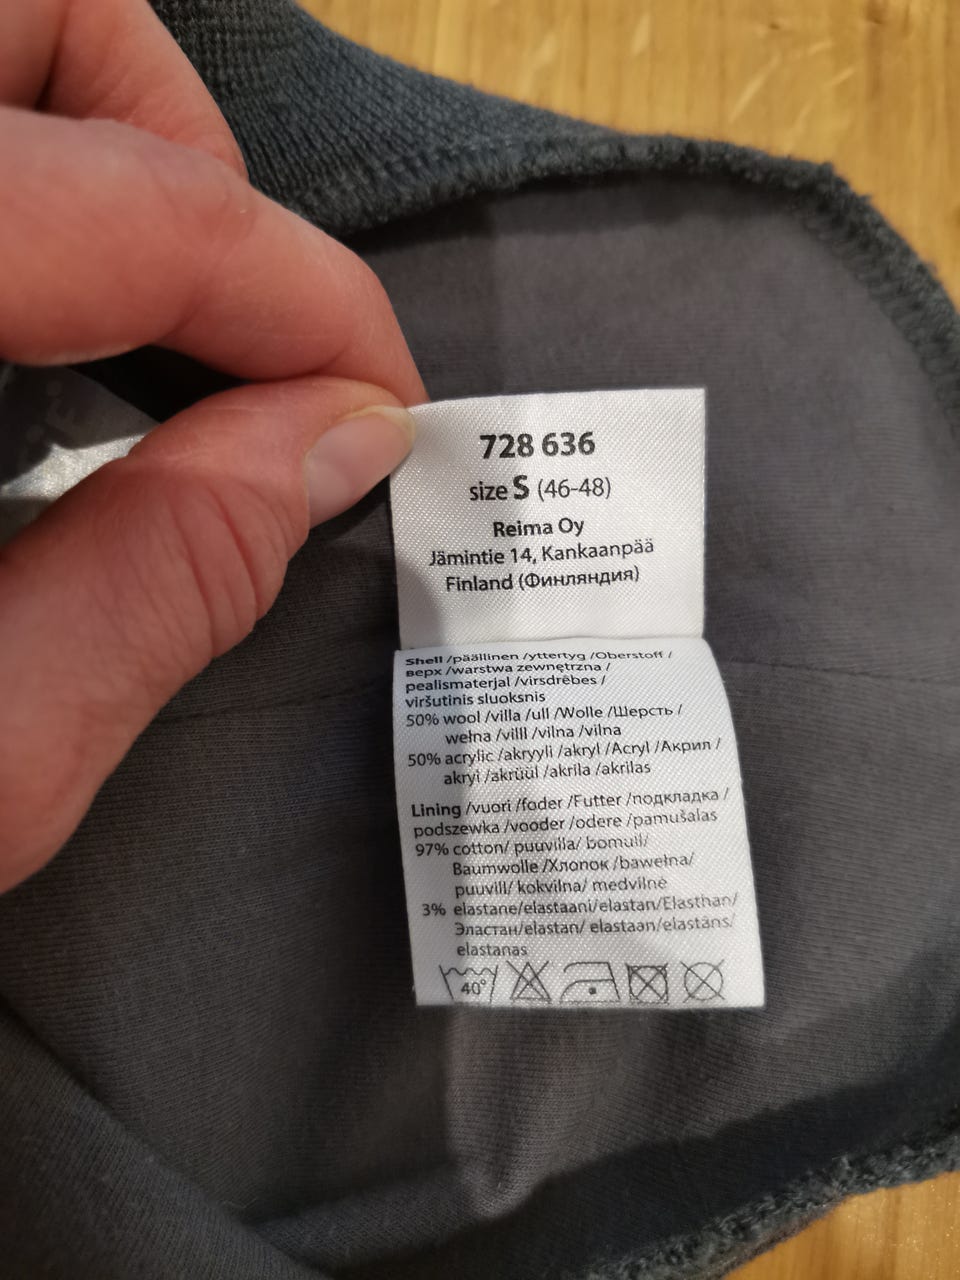 728 636
size S (46-48)
Reima Oy
Jämintie 14, Kankaanpää
Finland (Финляндия)
Shell /päällinen /yttertyg /Oberstoff /
верх /warstwa zewnętrzna /
pealismaterjal /virsdrēbes /
viršutinis sluoksnis
50% wool /villa /ull /Wolle /Шерсть /
wełna /villl /vilna /vilna
50% acrylic /akryyli /akryl /Acryl /Акрил /
akryi /akrüül /akrila /akrilas
Lining /vuori /foder /Futter /подкладка /
podszewka /vooder /odere /pamušalas
97% cotton/ puuvilla/ bomull/
Baumwolle /Хлопок /bawełna/
puuvill/ kokvilna/ medvilnė
3% elastane/elastaani/elastan/Elasthan/
Эластан/elastan/ elastaan/elastāns/
elastanas
40°